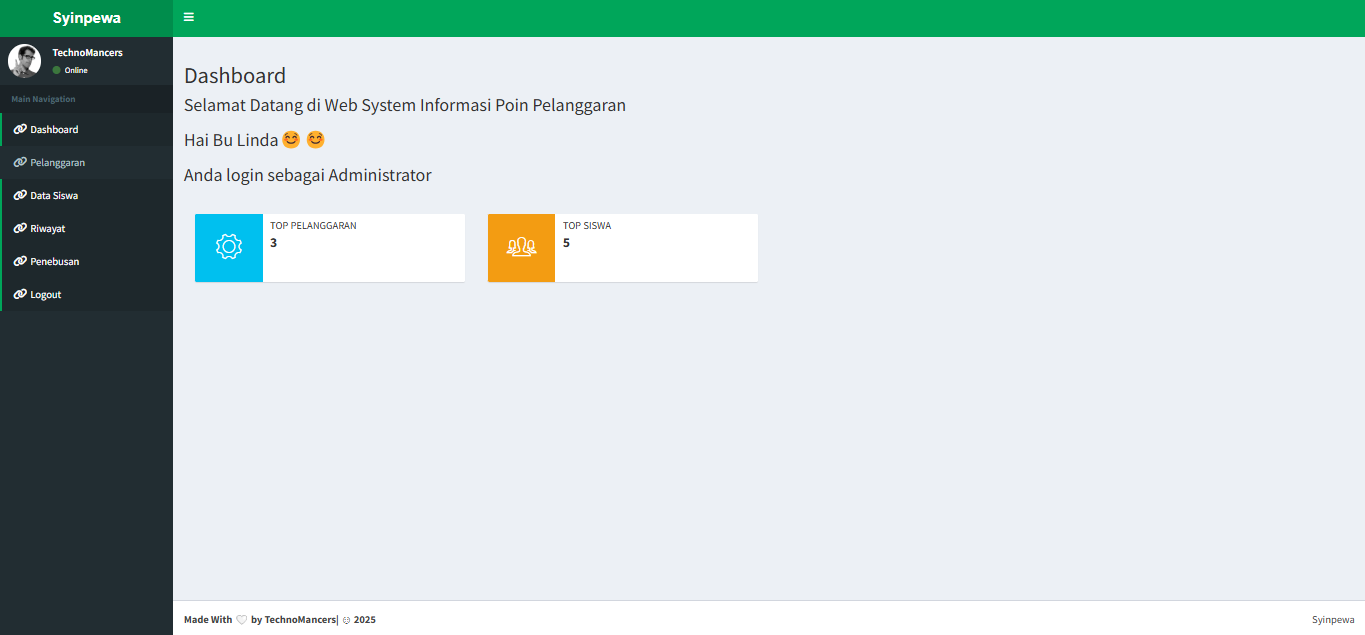 Syinpewa
TechnoMancers
Online
Main Navigation
Dashboard
Pelanggaran
Data Siswa
Riwayat
Penebusan
Logout
Dashboard
Selamat Datang di Web System Informasi Poin Pelanggaran
Hai Bu Linda 😊 😊
Anda login sebagai Administrator
TOP PELANGGARAN
3
TOP SISWA
5
Made With ♡ by TechnoMancers| ☺ 2025
Syinpewa